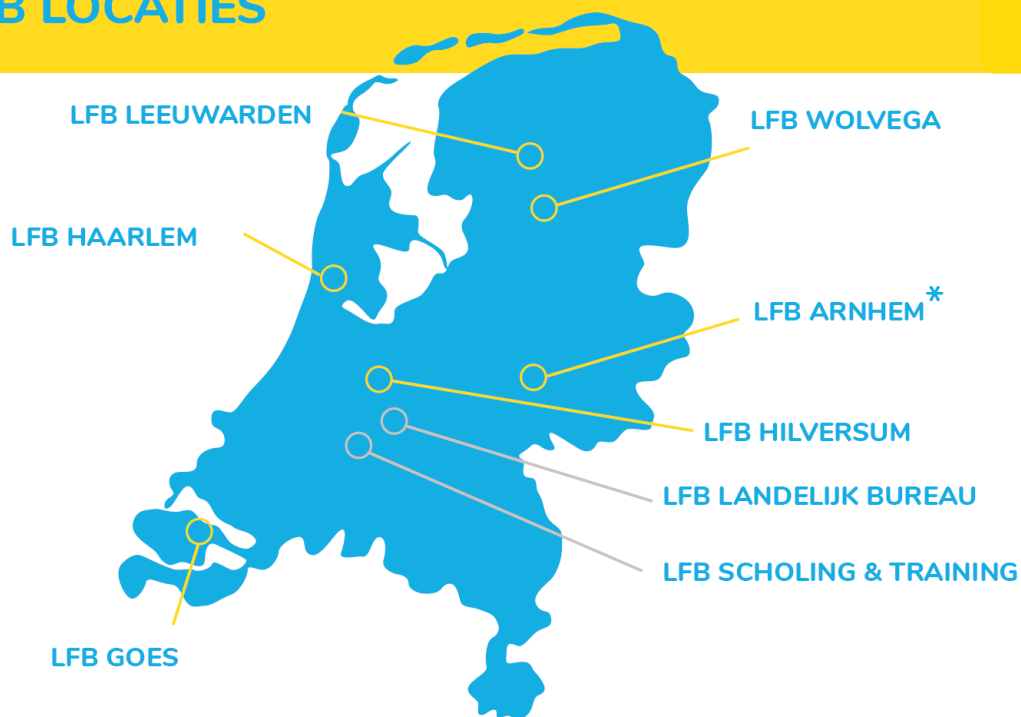 B LOCATIES
LFB LEEUWARDEN
LFB WOLVEGA
LFB HAARLEM
LFB ARNHEM*
LFB HILVERSUM
LFB LANDELIJK BUREAU
LFB SCHOLING & TRAINING
LFB GOES